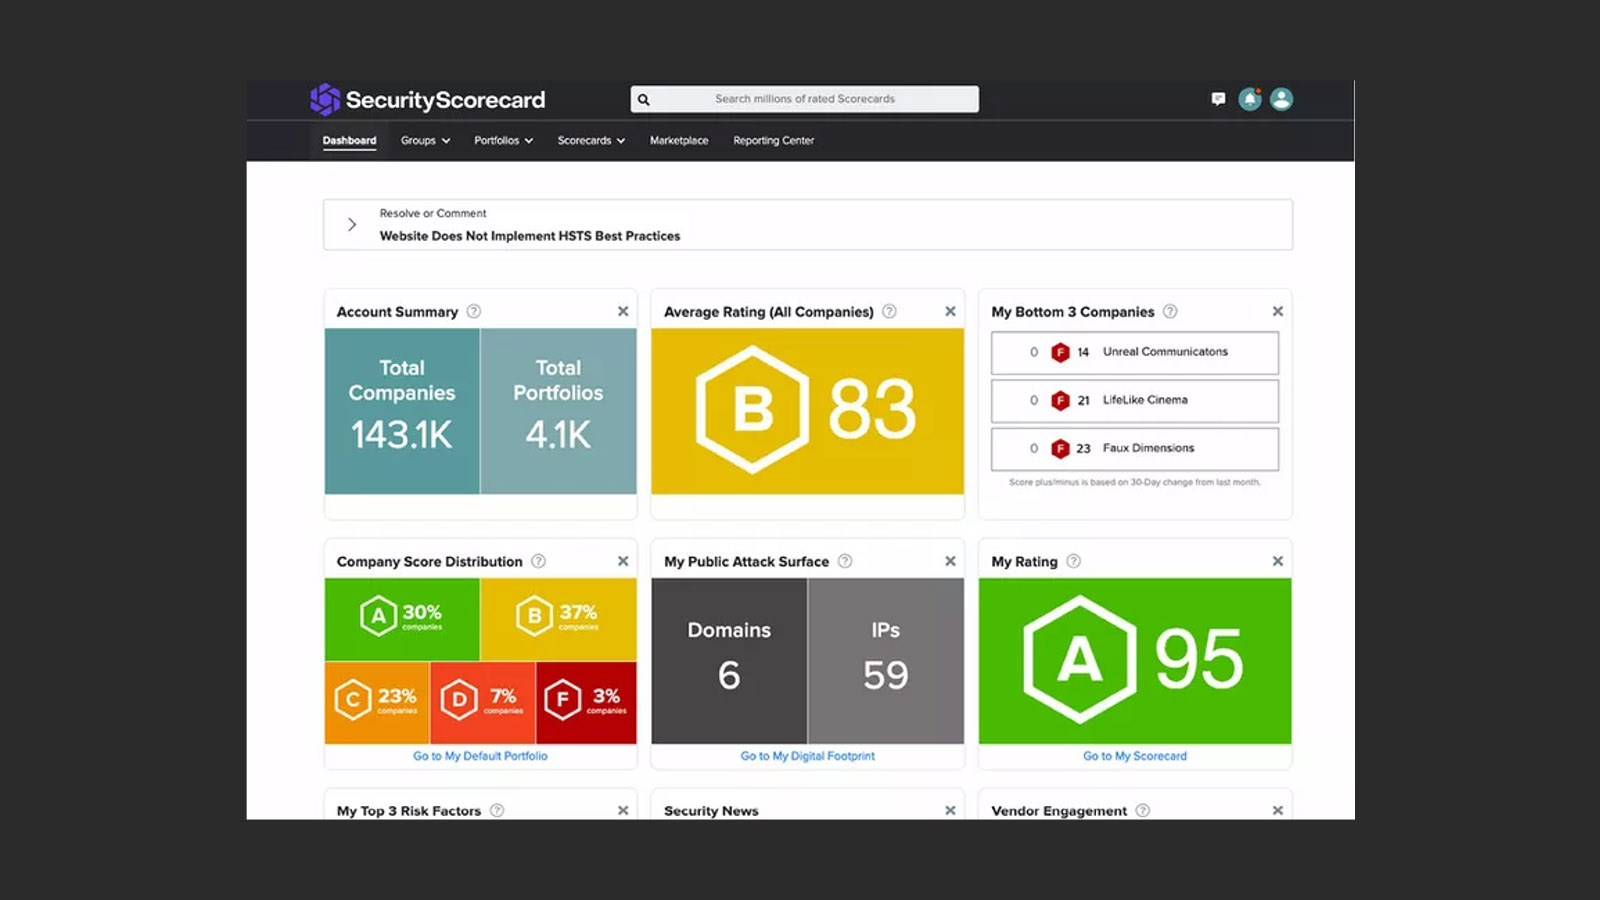 SecurityScorecard
Search millions of rated Scorecards
Dashboard
Groups
Portfolios
Scorecards
Marketplace
Reporting Center
Resolve or Comment
Website Does Not Implement HSTS Best Practices
Account Summary ?
Total
Companies
143.1K
Total
Portfolios
4.1K
Average Rating (All Companies) ?
B 83
My Bottom 3 Companies ?
0 F 14 Unreal Communicatons
0 F 21 LifeLike Cinema
0 F 23 Faux Dimensions
Score plus/minus is based on 30-Day change from last month.
Company Score Distribution ?
A 30%
companies
B 37%
companies
C 23%
companies
D 7%
companies
F 3%
companies
Go to My Default Portfolio
My Public Attack Surface ?
Domains
6
IPs
59
Go to My Digital Footprint
My Rating ?
A 95
Go to My Scorecard
My Top 3 Risk Factors ?
Security News
Vendor Engagement ?